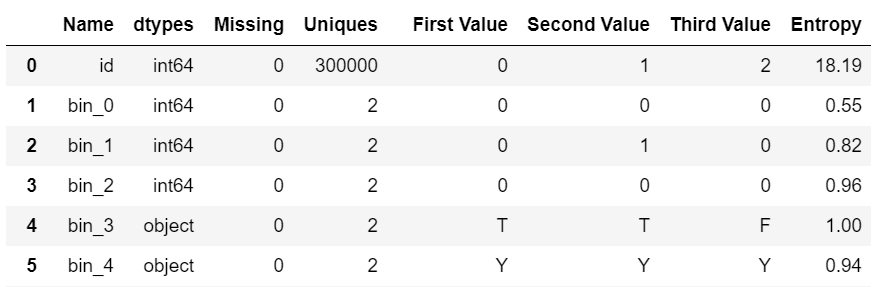 Name dtypes Missing Uniques First Value Second Value Third Value Entropy
0 id int64 0 300000 0 1 2 18.19
1 bin_0 int64 0 2 0 0 0 0.55
2 bin_1 int64 0 2 0 1 0 0.82
3 bin_2 int64 0 2 0 0 0 0.96
4 bin_3 object 0 2 T T F 1.00
5 bin_4 object 0 2 Y Y Y 0.94